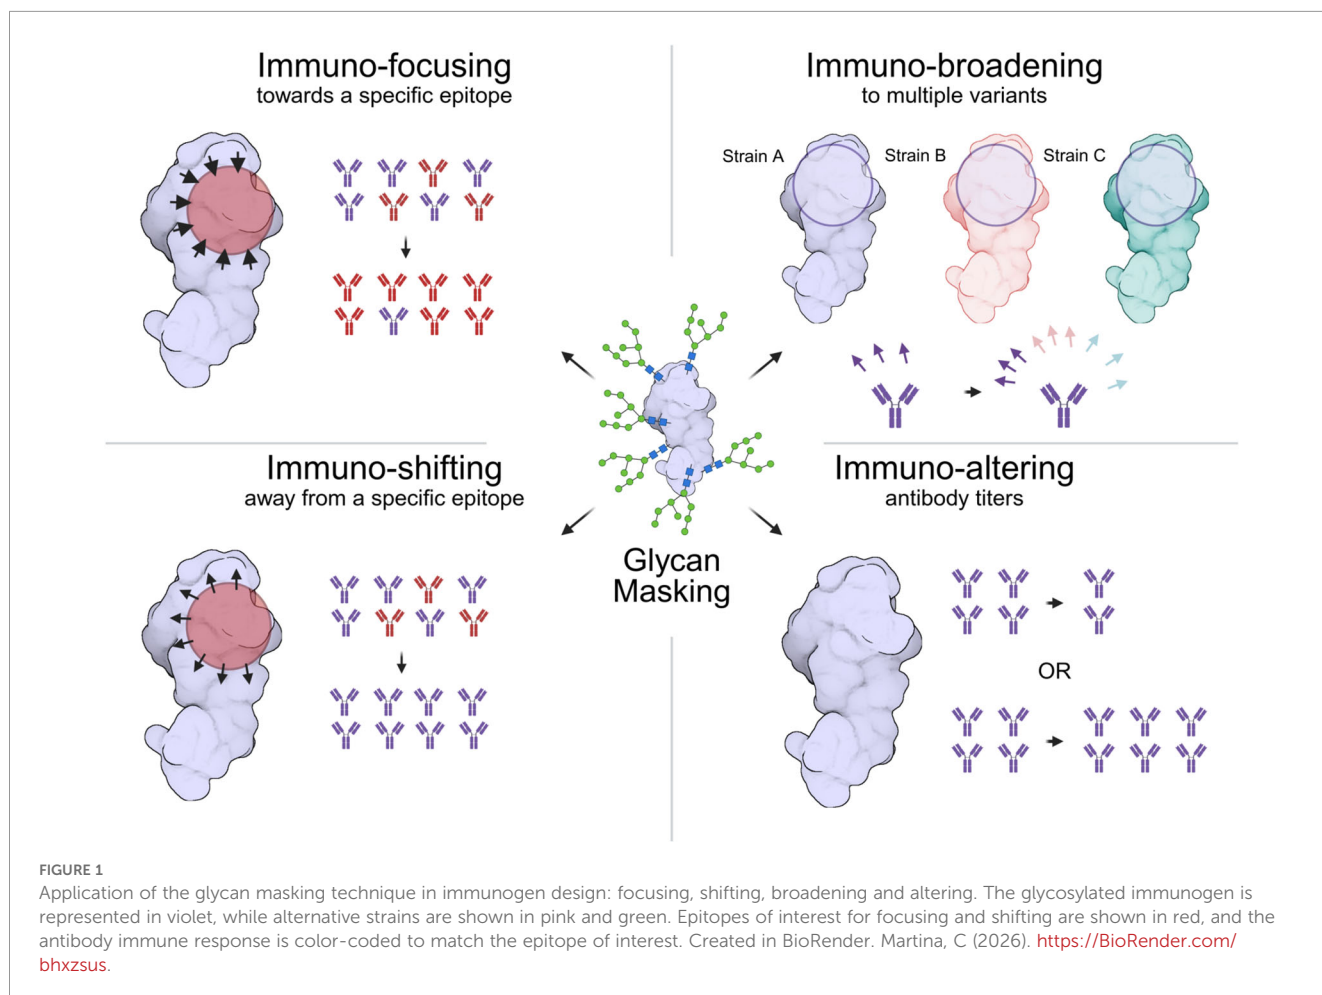 Immuno-focusing
towards a specific epitope
Immuno-broadening
to multiple variants
Strain A
Strain B
Strain C
Immuno-shifting
away from a specific epitope
Immuno-altering
antibody titers
Glycan
Masking
OR
FIGURE 1
Application of the glycan masking technique in immunogen design: focusing, shifting, broadening and altering. The glycosylated immunogen is
represented in violet, while alternative strains are shown in pink and green. Epitopes of interest for focusing and shifting are shown in red, and the
antibody immune response is color-coded to match the epitope of interest. Created in BioRender. Martina, C (2026). https://BioRender.com/
bhxzsus.